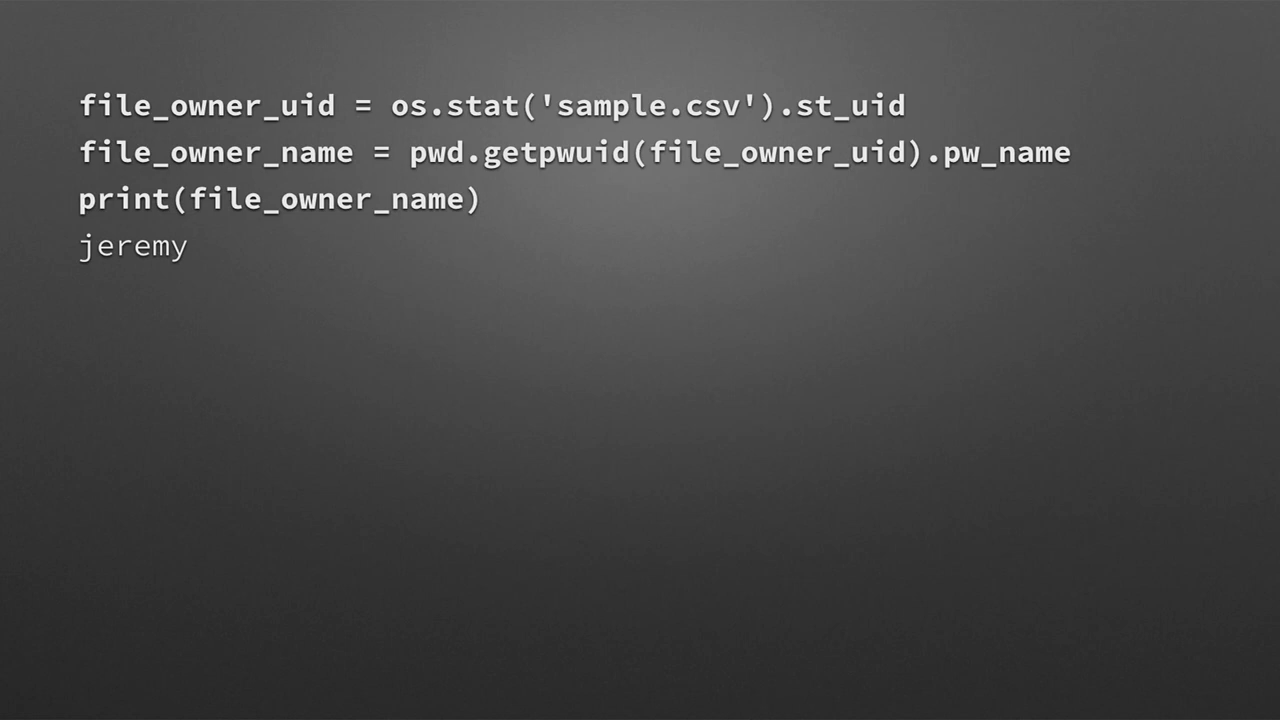 file_owner_uid = os.stat('sample.csv').st_uid
file_owner_name = pwd.getpwuid(file_owner_uid).pw_name
print(file_owner_name)
jeremy